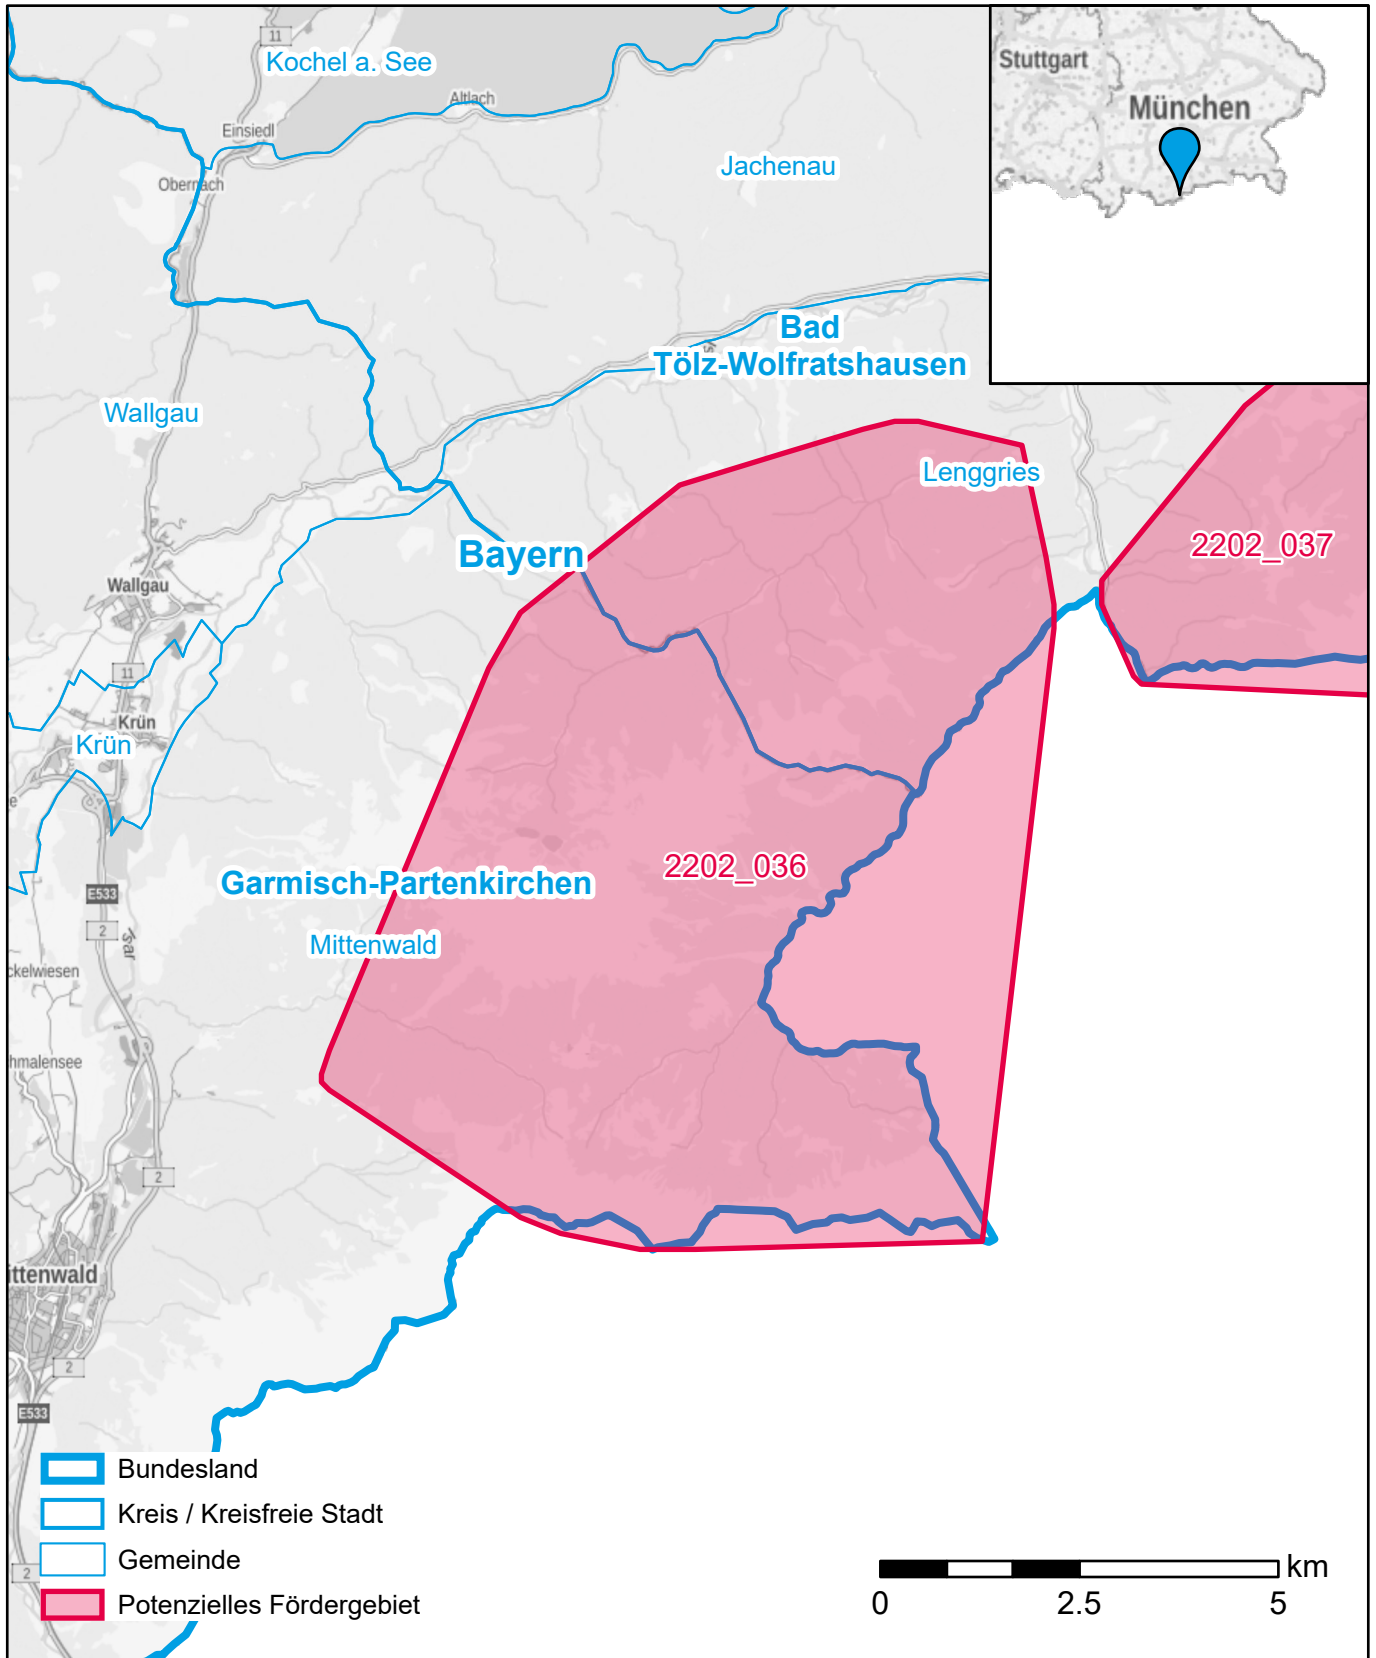 11
Kochel a. See
Altlach
Einsiedl
Obernach
Jachenau
Stuttgart
München
Bad
Tölz-Wolfratshausen
Wallgau
Lenggries
2202_037
Bayern
Wallgau
11
Krün
Krün
2202_036
Garmisch-Partenkirchen
E533
2
Isar
Mittenwald
ckelwiesen
hmalensee
2
ittenwald
2
E533
2
Bundesland
Kreis / Kreisfreie Stadt
Gemeinde
Potenzielles Fördergebiet
km
0 2.5 5